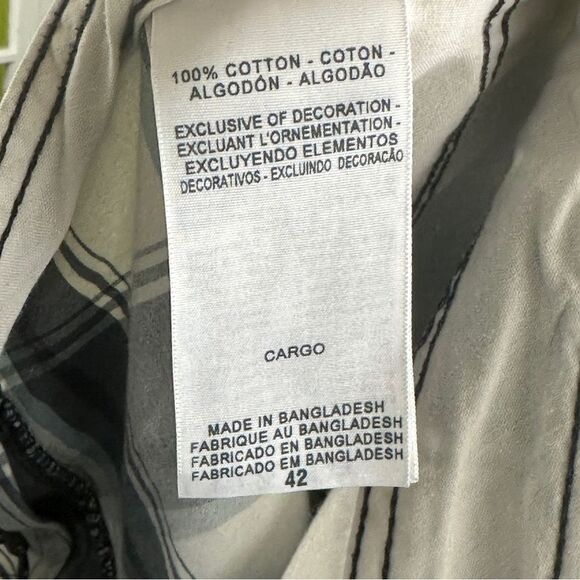 100% COTTON - COTON -
ALGODÓN - ALGODÃO
EXCLUSIVE OF DECORATION -
EXCLUANT L'ORNEMENTATION -
EXCLUYENDO ELEMENTOS
DECORATIVOS - EXCLUINDO DECORAÇÃO
CARGO
MADE IN BANGLADESH
FABRIQUE AU BANGLADESH
FABRICADO EN BANGLADESH
FABRICADO EM BANGLADESH
42